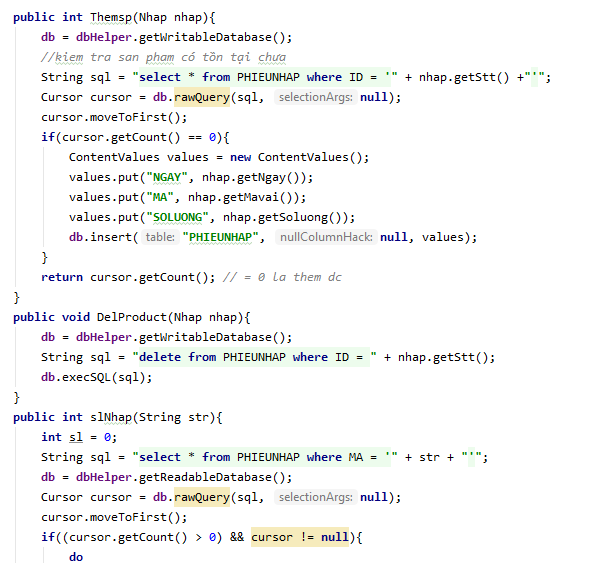 public int Themsp(Nhap nhap){
db = dbHelper.getWritableDatabase();
//kiem tra san pham có tồn tại chưa
String sql = "select * from PHIEUNHAP where ID = '" + nhap.getStt() +"'";
Cursor cursor = db.rawQuery(sql, selectionArgs: null);
cursor.moveToFirst();
if(cursor.getCount() == 0){
ContentValues values = new ContentValues();
values.put("NGAY", nhap.getNgay());
values.put("MA", nhap.getMavai());
values.put("SOLUONG", nhap.getSoluong());
db.insert( table: "PHIEUNHAP", nullColumnHack: null, values);
}
return cursor.getCount(); // = 0 la them dc
}
public void DelProduct(Nhap nhap){
db = dbHelper.getWritableDatabase();
String sql = "delete from PHIEUNHAP where ID = " + nhap.getStt();
db.execSQL(sql);
}
public int slNhap(String str){
int sl = 0;
String sql = "select * from PHIEUNHAP where MA = '" + str + "'";
db = dbHelper.getReadableDatabase();
Cursor cursor = db.rawQuery(sql, selectionArgs: null);
cursor.moveToFirst();
if((cursor.getCount() > 0) && cursor != null){
do